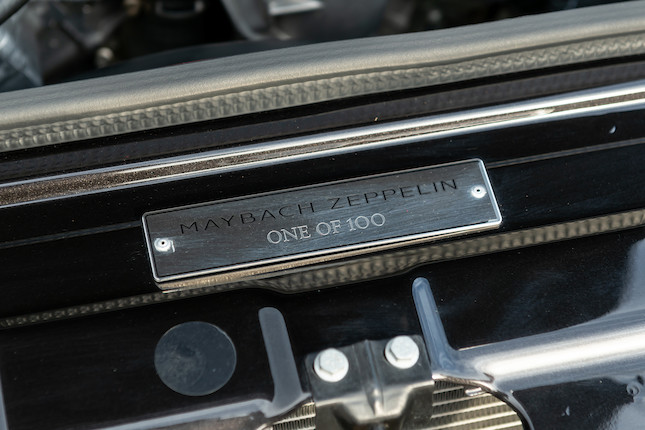 MAYBACH ZEPPELIN
ONE OF 100